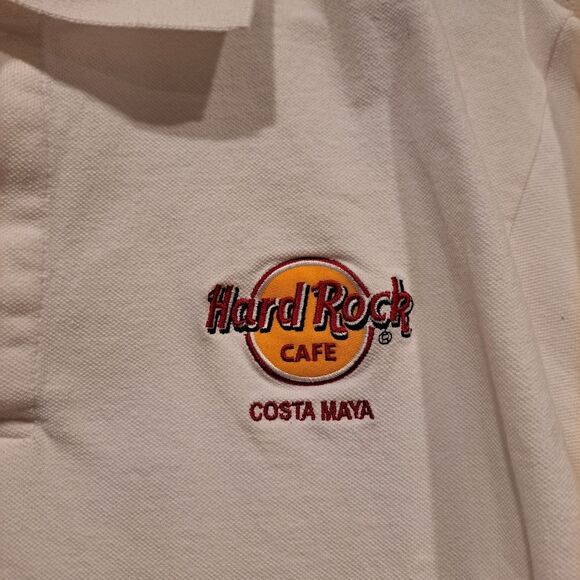 Hard Rock
CAFE
®
COSTA MAYA